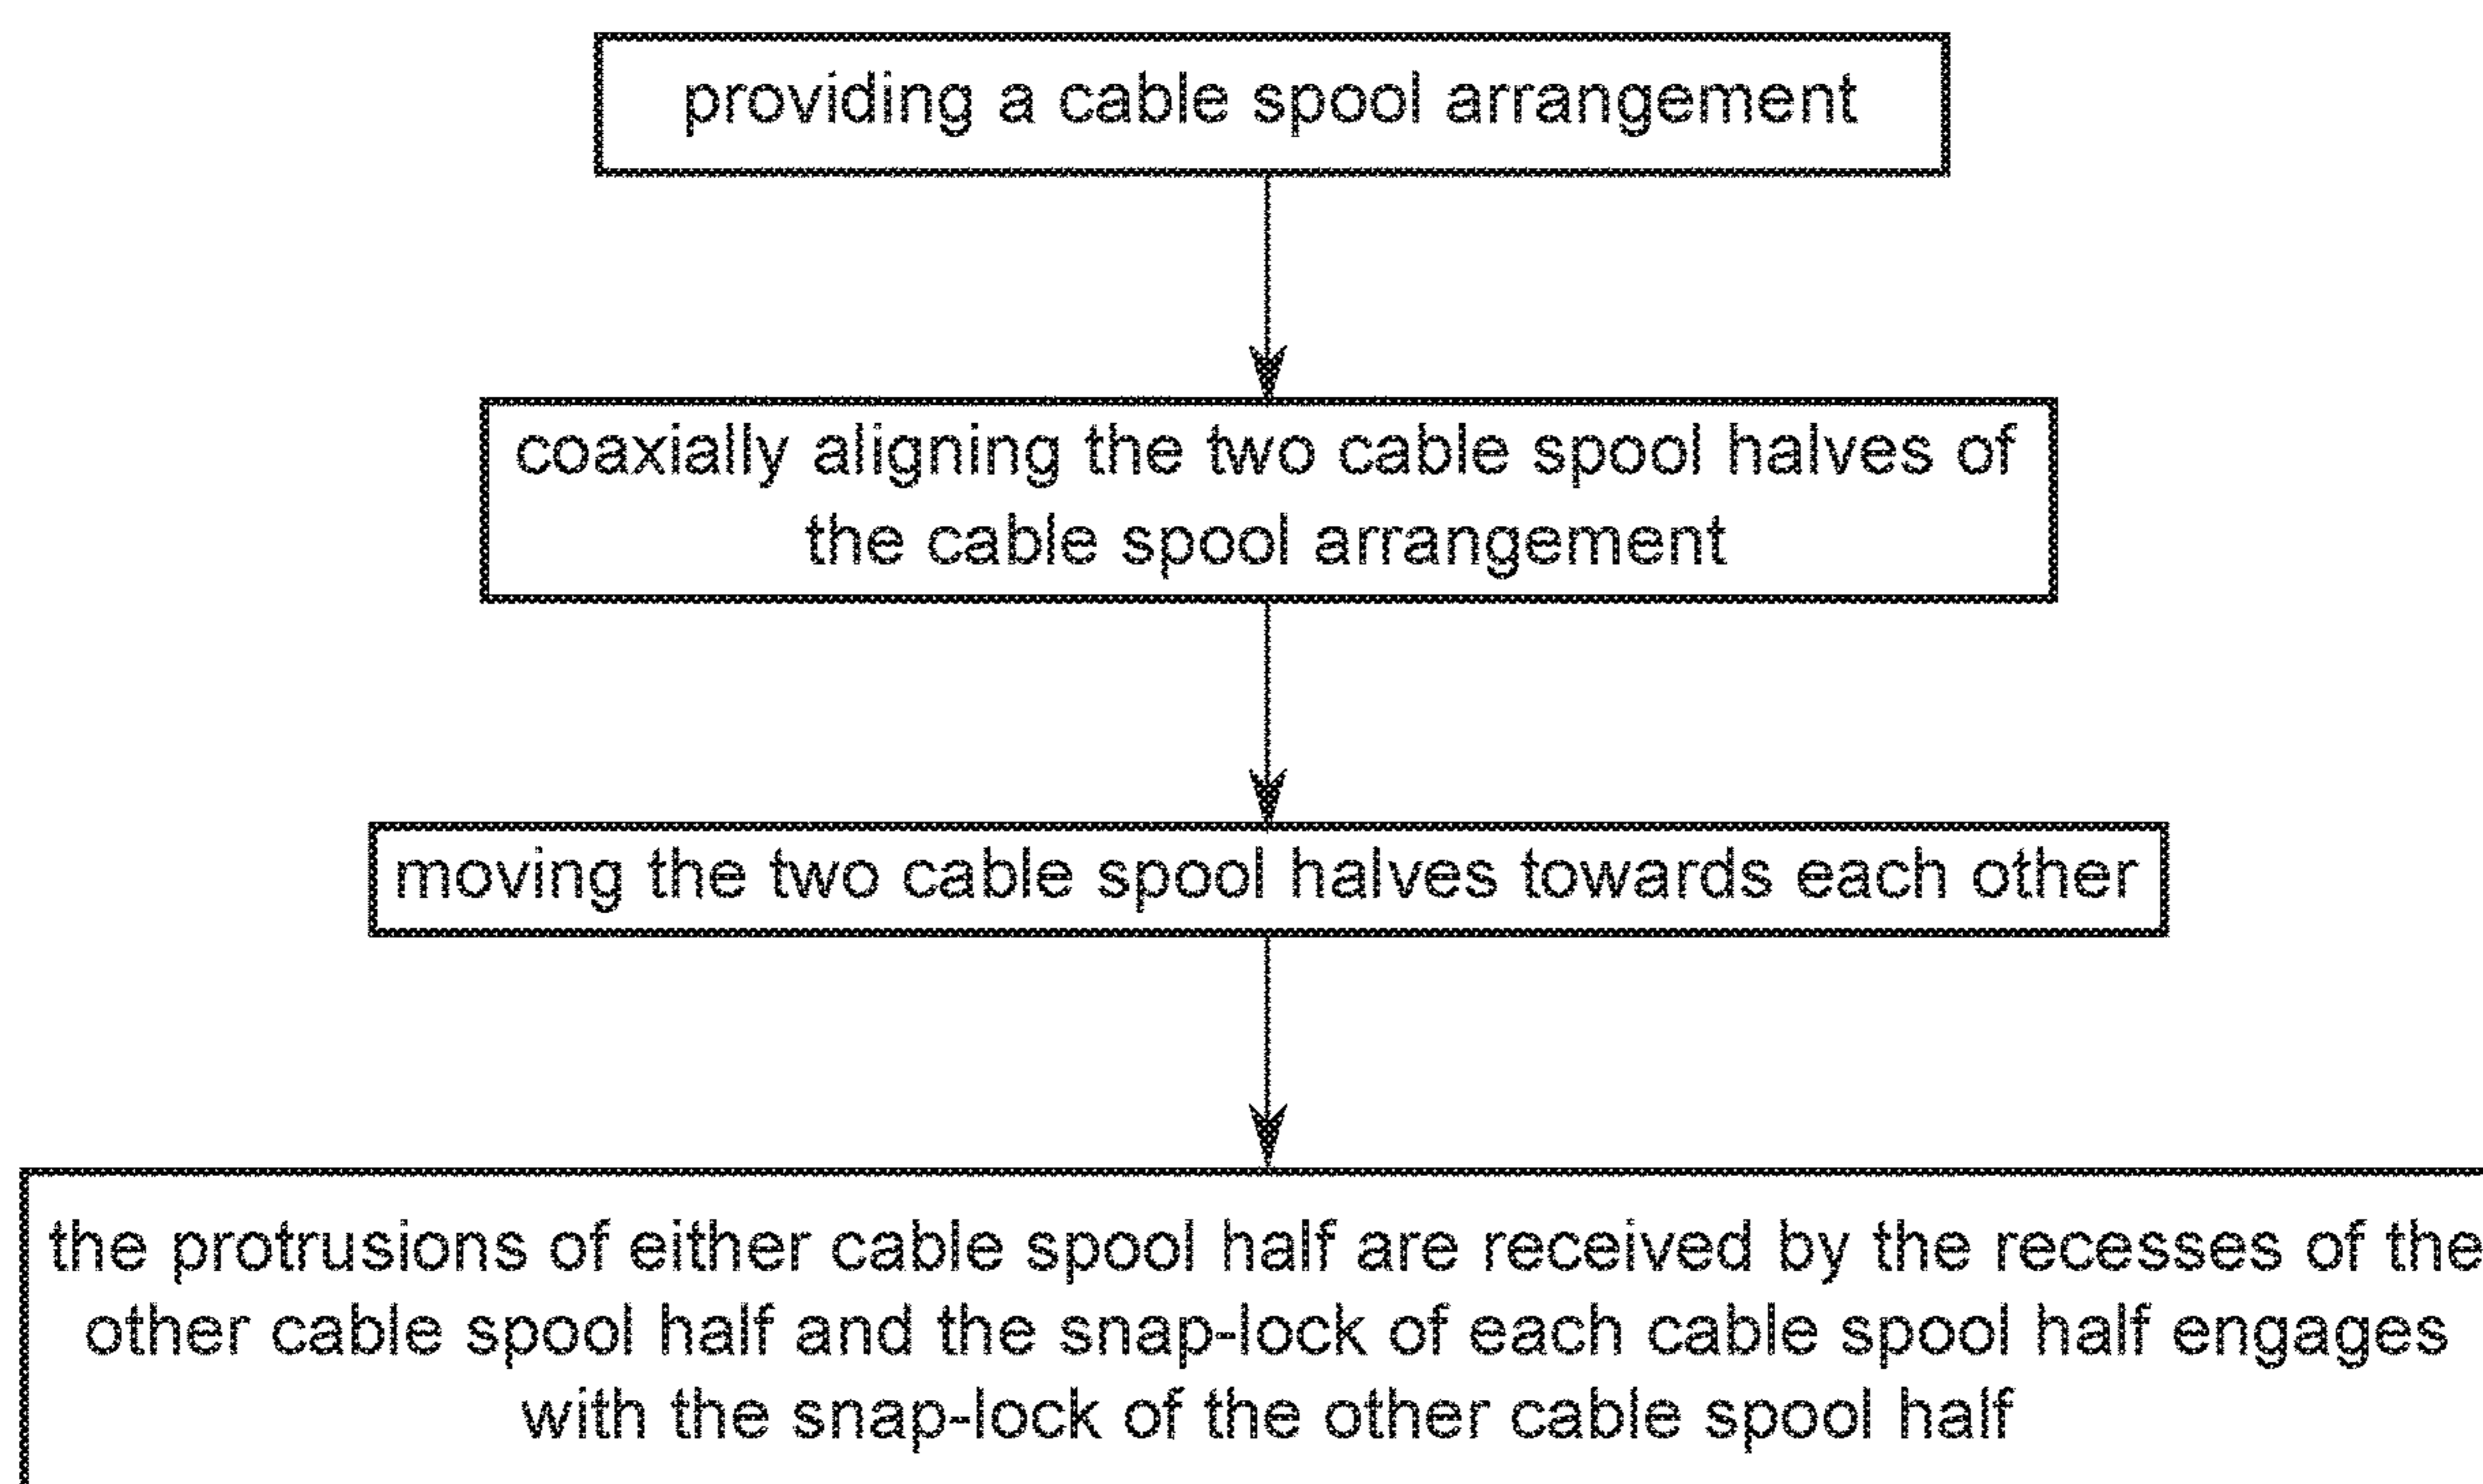 providing a cable spool arrangement
coaxially aligning the two cable spool halves of
the cable spool arrangement
moving the two cable spool halves towards each other
the protrusions of either cable spool half are received by the recesses of the
other cable spool half and the snap-lock of each cable spool half engages
with the snap-lock of the other cable spool half